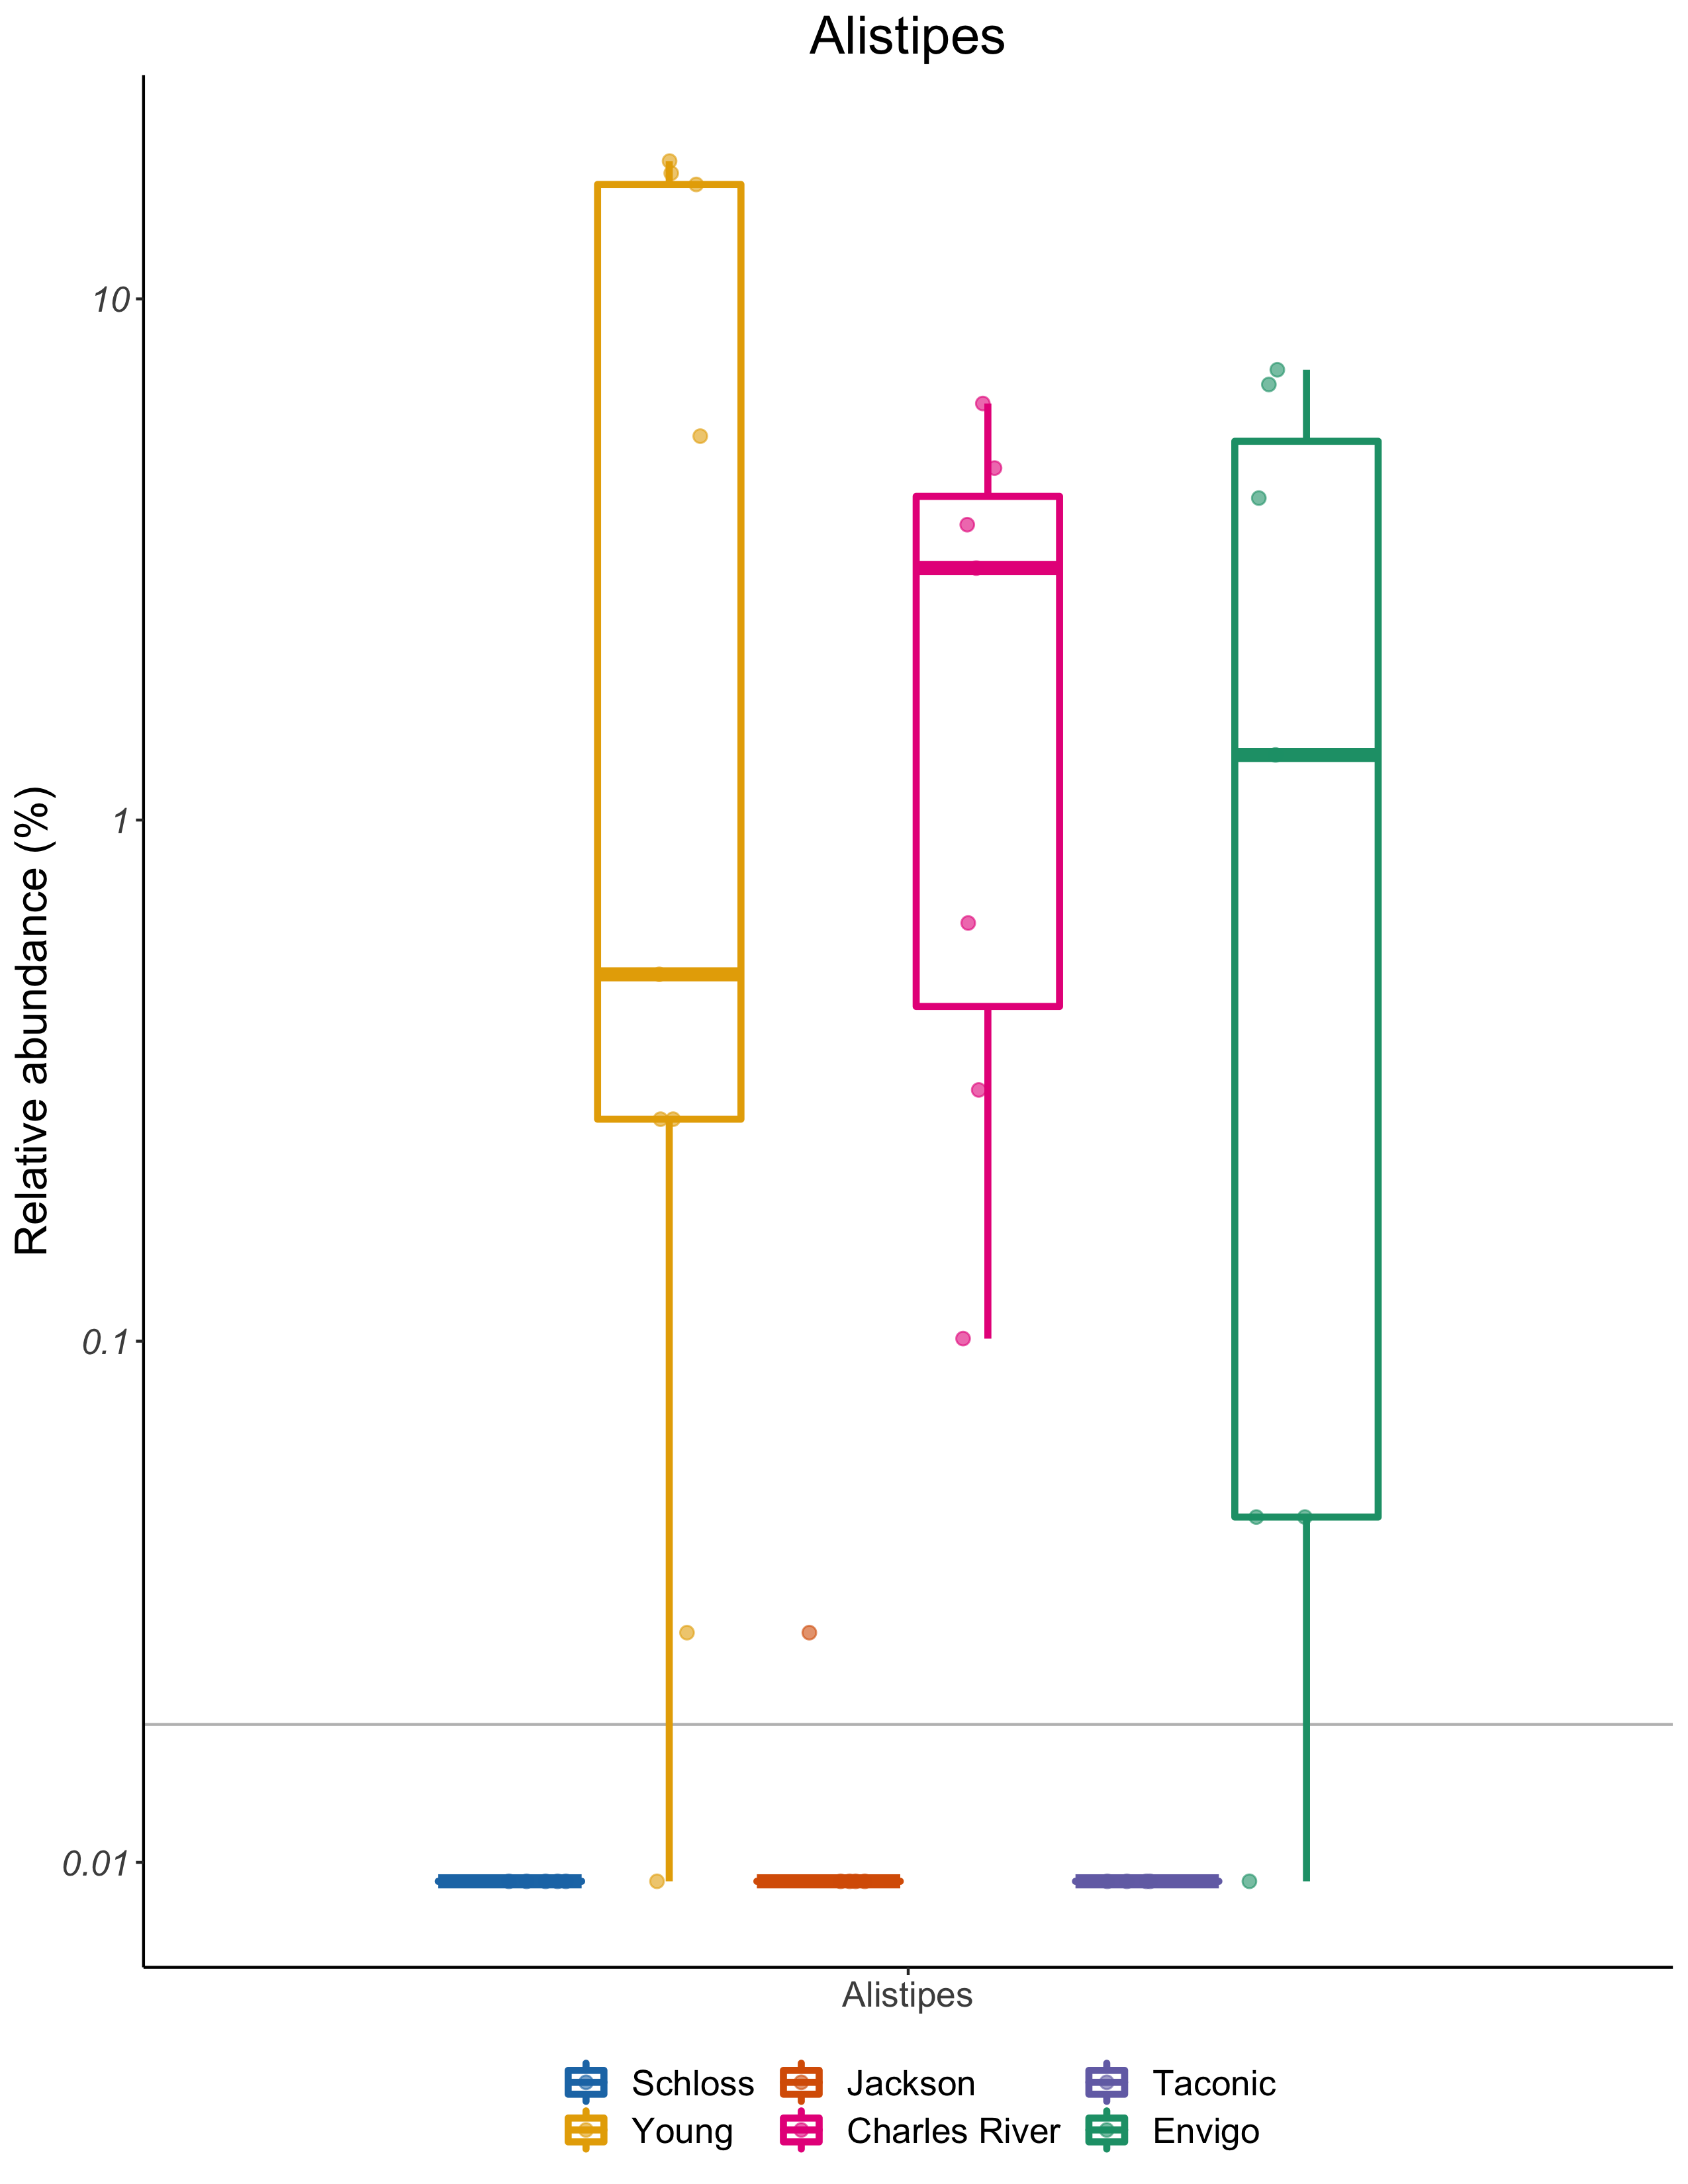 Alistipes
Relative abundance (%)
10
1
0.1
0.01
Alistipes
Schloss Jackson Taconic
Young Charles River Envigo